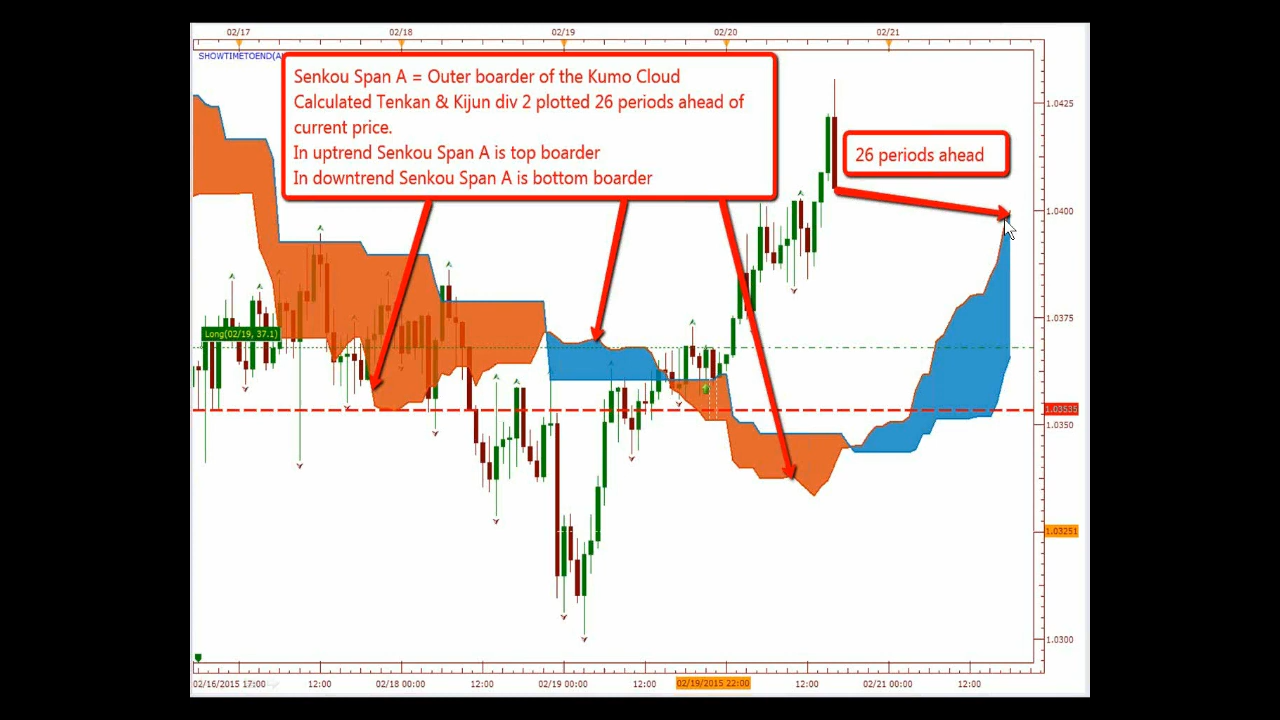 02/17 02/18 02/19 02/20 02/21
SHOWTIMETOEND(A
Senkou Span A = Outer boarder of the Kumo Cloud
Calculated Tenkan & Kijun div 2 plotted 26 periods ahead of
current price.
In uptrend Senkou Span A is top boarder
In downtrend Senkou Span A is bottom boarder
26 periods ahead
1.0425
1.0400
1.0375
Long(02/19, 37.1)
1.03535
1.0350
1.03251
1.0300
02/16/2015 17:00 12:00 02/18 00:00 12:00 02/19 00:00 12:00 02/19/2015 22:00 12:00 02/21 00:00 12:00